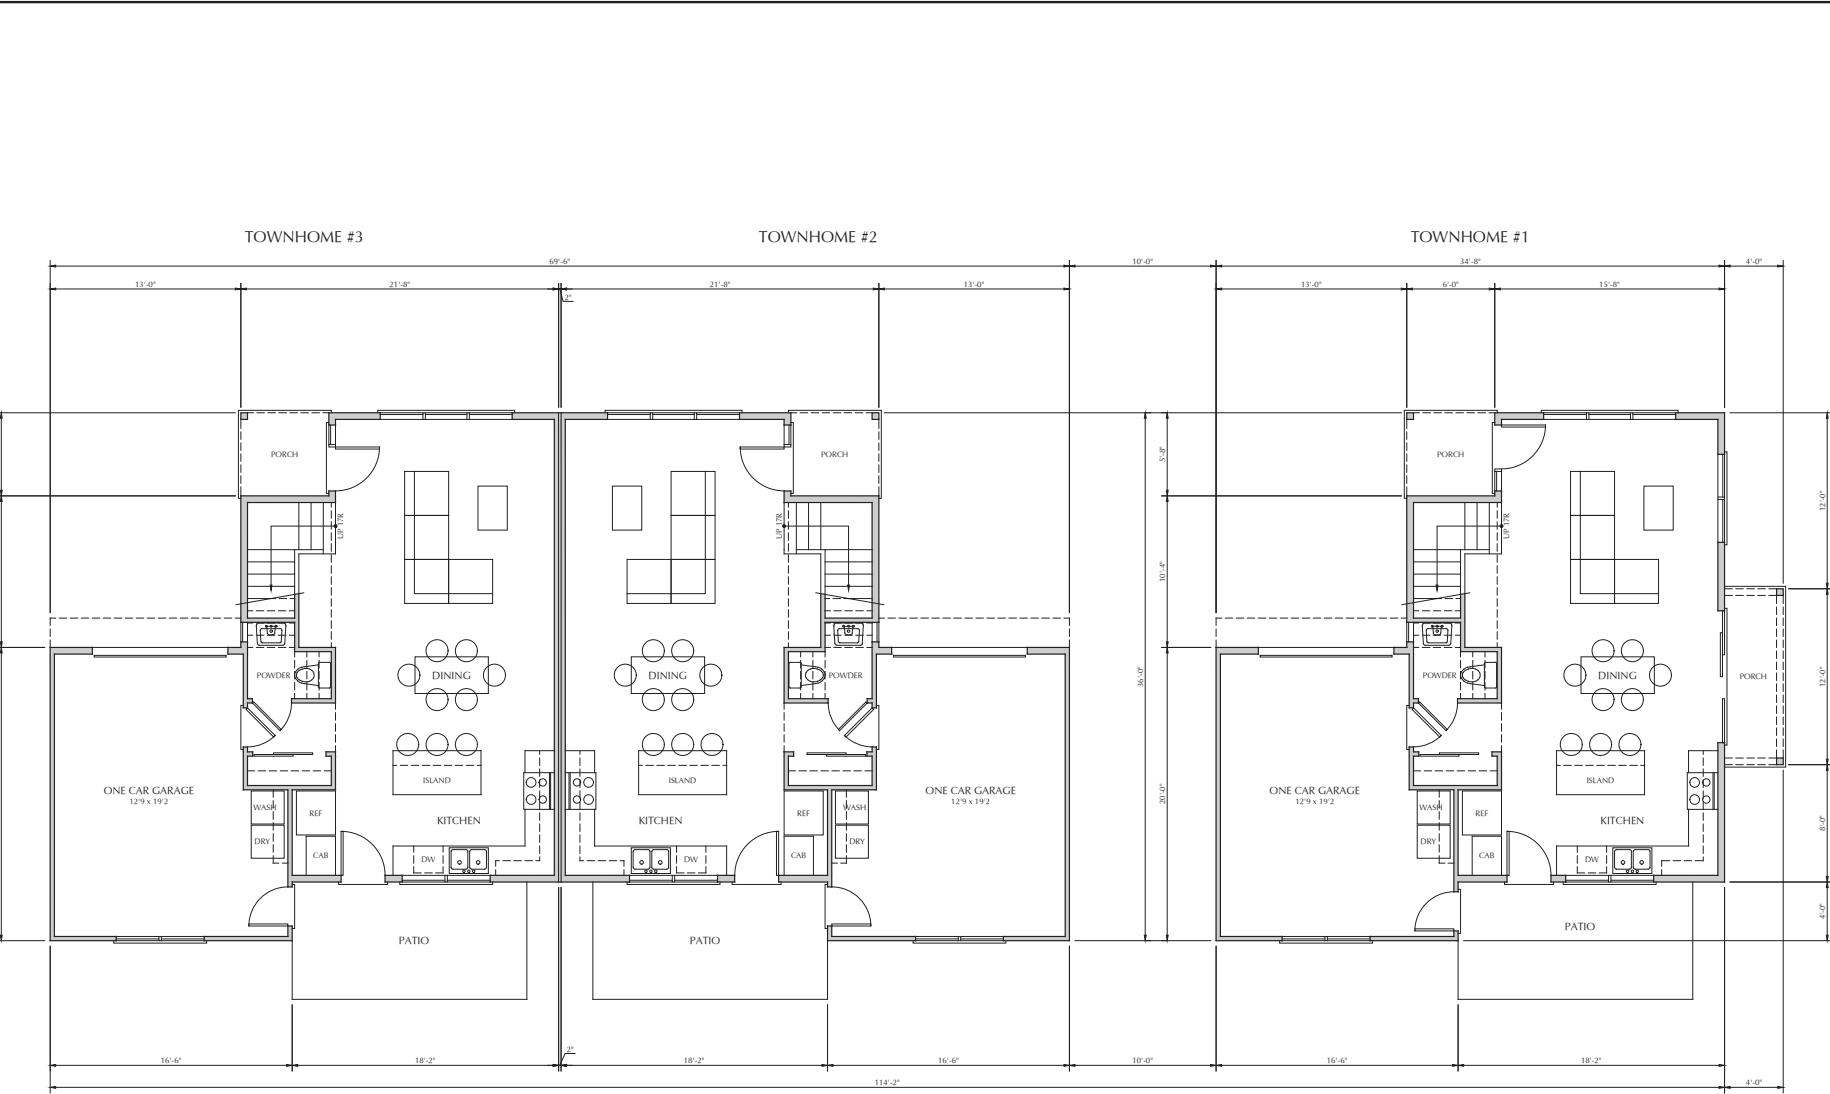 TOWNHOME #3
TOWNHOME #2
TOWNHOME #1
69'-6"
10'-0"
34'-8"
4'-0"
13'-0"
21'-8"
2"
21'-8"
13'-0"
13'-0"
6'-0"
15'-8"
PORCH
PORCH
PORCH
5'-8"
12'-0"
UP 17R
UP 17R
UP 17R
10'-4"
POWDER
DINING
DINING
POWDER
36'-0"
POWDER
DINING
PORCH
12'-0"
ISLAND
ISLAND
ISLAND
ONE CAR GARAGE
12'9 x 19'2
ONE CAR GARAGE
12'9 x 19'2
ONE CAR GARAGE
12'9 x 19'2
20'-0"
WASH
REF
KITCHEN
KITCHEN
REF
WASH
WASH
REF
KITCHEN
8'-0"
DRY
CAB
DW
DW
CAB
DRY
DRY
CAB
DW
PATIO
PATIO
PATIO
4'-0"
16'-6"
18'-2"
2"
18'-2"
16'-6"
10'-0"
16'-6"
18'-2"
114'-2"
4'-0"